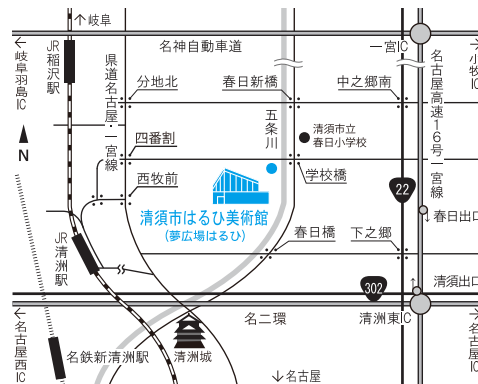 岐阜
名神自動車道
一宮IC
岐阜羽島IC
JR稲沢駅
県道名古屋・一宮線
分地北
春日新橋
中之郷南
名古屋高速16号一宮線
小牧IC
五条川
清須市立
春日小学校
四番割
N
学校橋
西牧前
22
清須市はるひ美術館
(夢広場はるひ)
春日橋
下之郷
春日出口
JR清洲駅
302
清須出口
名古屋西IC
名二環
清洲東IC
名古屋IC
名鉄新清洲駅
清洲城
名古屋